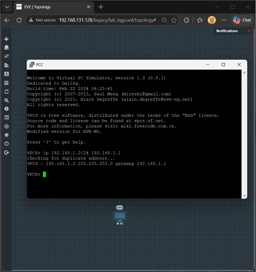 EVE | Topology
Not secure
192.168.131.128/legacy/lab_bgp.unl/topology#
Chat
Notifications
PCC
Welcome to Virtual PC Simulator, version 1.3 (0.8.1)
Dedicated to Daling.
Build time: Feb 22 2024 06:25:41
Copyright (c) 2007-2015, Paul Meng (mirnshi@gmail.com)
Copyright (c) 2021, Alain Degreffe (alain.degreffe@eve-ng.net)
All rights reserved.
VPCS is free software, distributed under the terms of the "BSD" licence.
Source code and license can be found at vpcs.sf.net.
For more information, please visit wiki.freecode.com.cn.
Modified version for EVE-NG.
Press '?' to get help.
VPCS> ip 192.168.1.2/24 192.168.1.1
Checking for duplicate address...
VPCS : 192.168.1.2 255.255.255.0 gateway 192.168.1.1
VPCS>